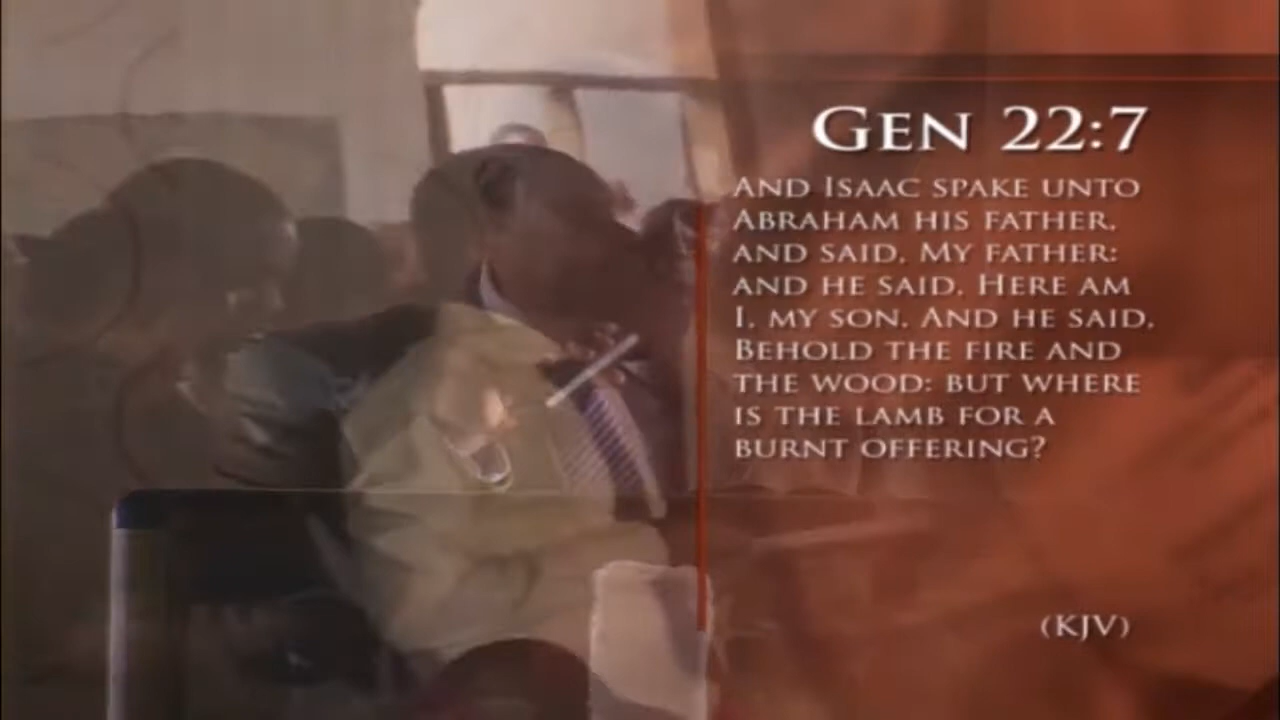 GEN 22:7
AND ISAAC SPAKE UNTO
ABRAHAM HIS FATHER,
AND SAID, MY FATHER:
AND HE SAID, HERE AM
I, MY SON. AND HE SAID,
BEHOLD THE FIRE AND
THE WOOD: BUT WHERE
IS THE LAMB FOR A
BURNT OFFERING?
(KJV)